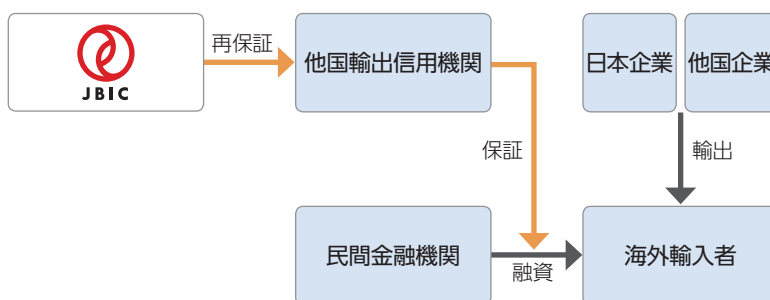 JBIC
再保証
他国輸出信用機関
日本企業
他国企業
保証
輸出
民間金融機関
融資
海外輸入者